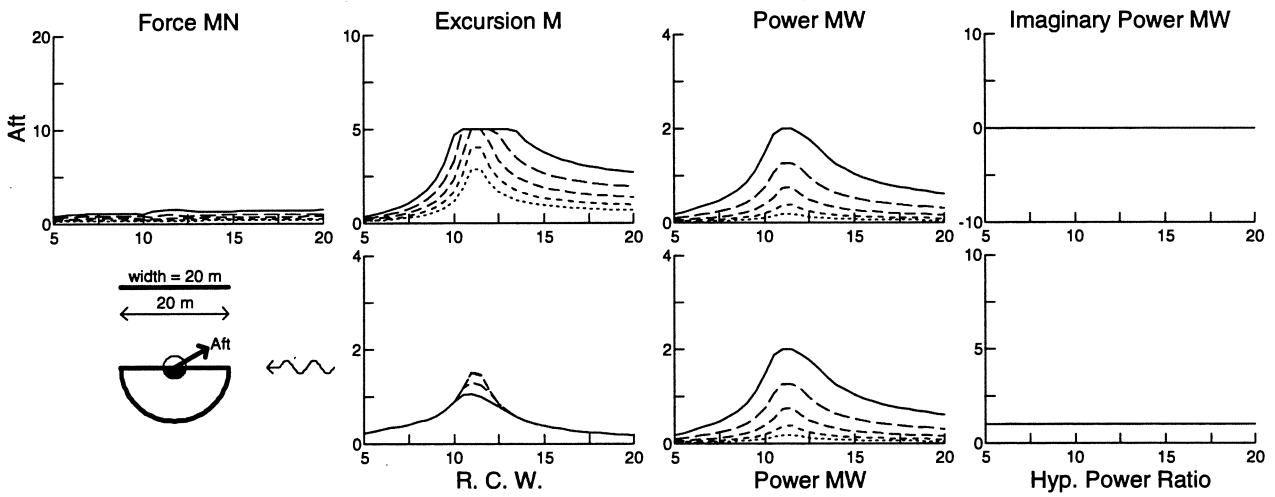 Force MN
Excursion M
Power MW
Imaginary Power MW
Aft
20
10
0
5 10 15 20
10
5
0
5 10 15 20
4
2
0
5 10 15 20
10
0
-10
5 10 15 20
width = 20 m
20 m
Aft
4
2
0
5 10 15 20
R. C. W.
4
2
0
5 10 15 20
Power MW
10
5
0
5 10 15 20
Hyp. Power Ratio